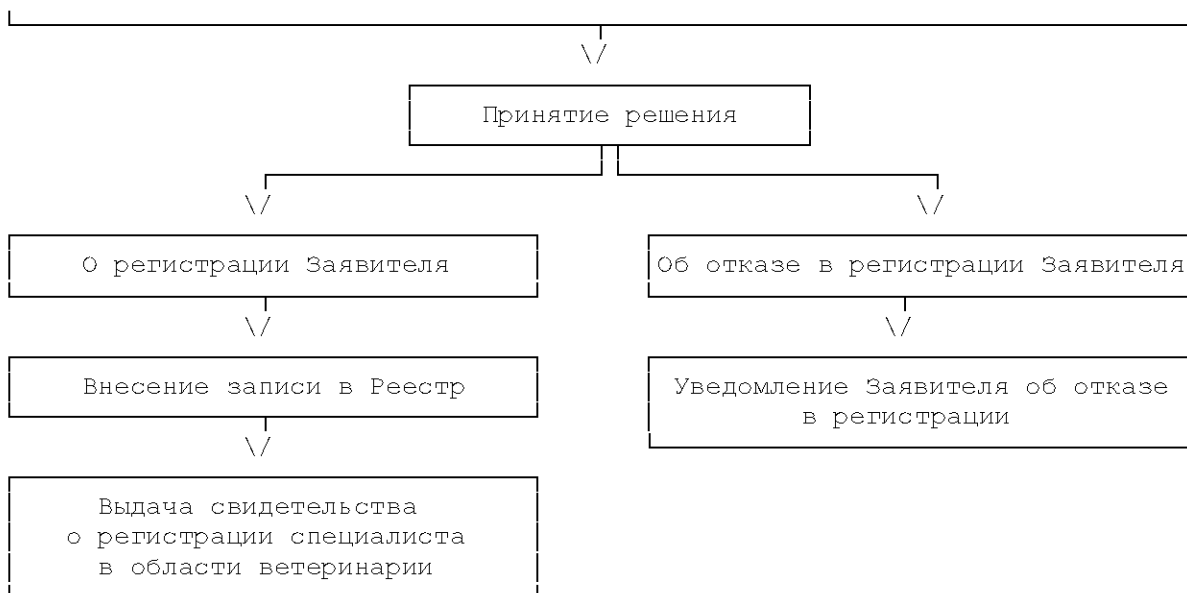 Принятие решения
О регистрации Заявителя
Об отказе в регистрации Заявителя
Внесение записи в Реестр
Уведомление Заявителя об отказе
в регистрации
Выдача свидетельства
о регистрации специалиста
в области ветеринарии